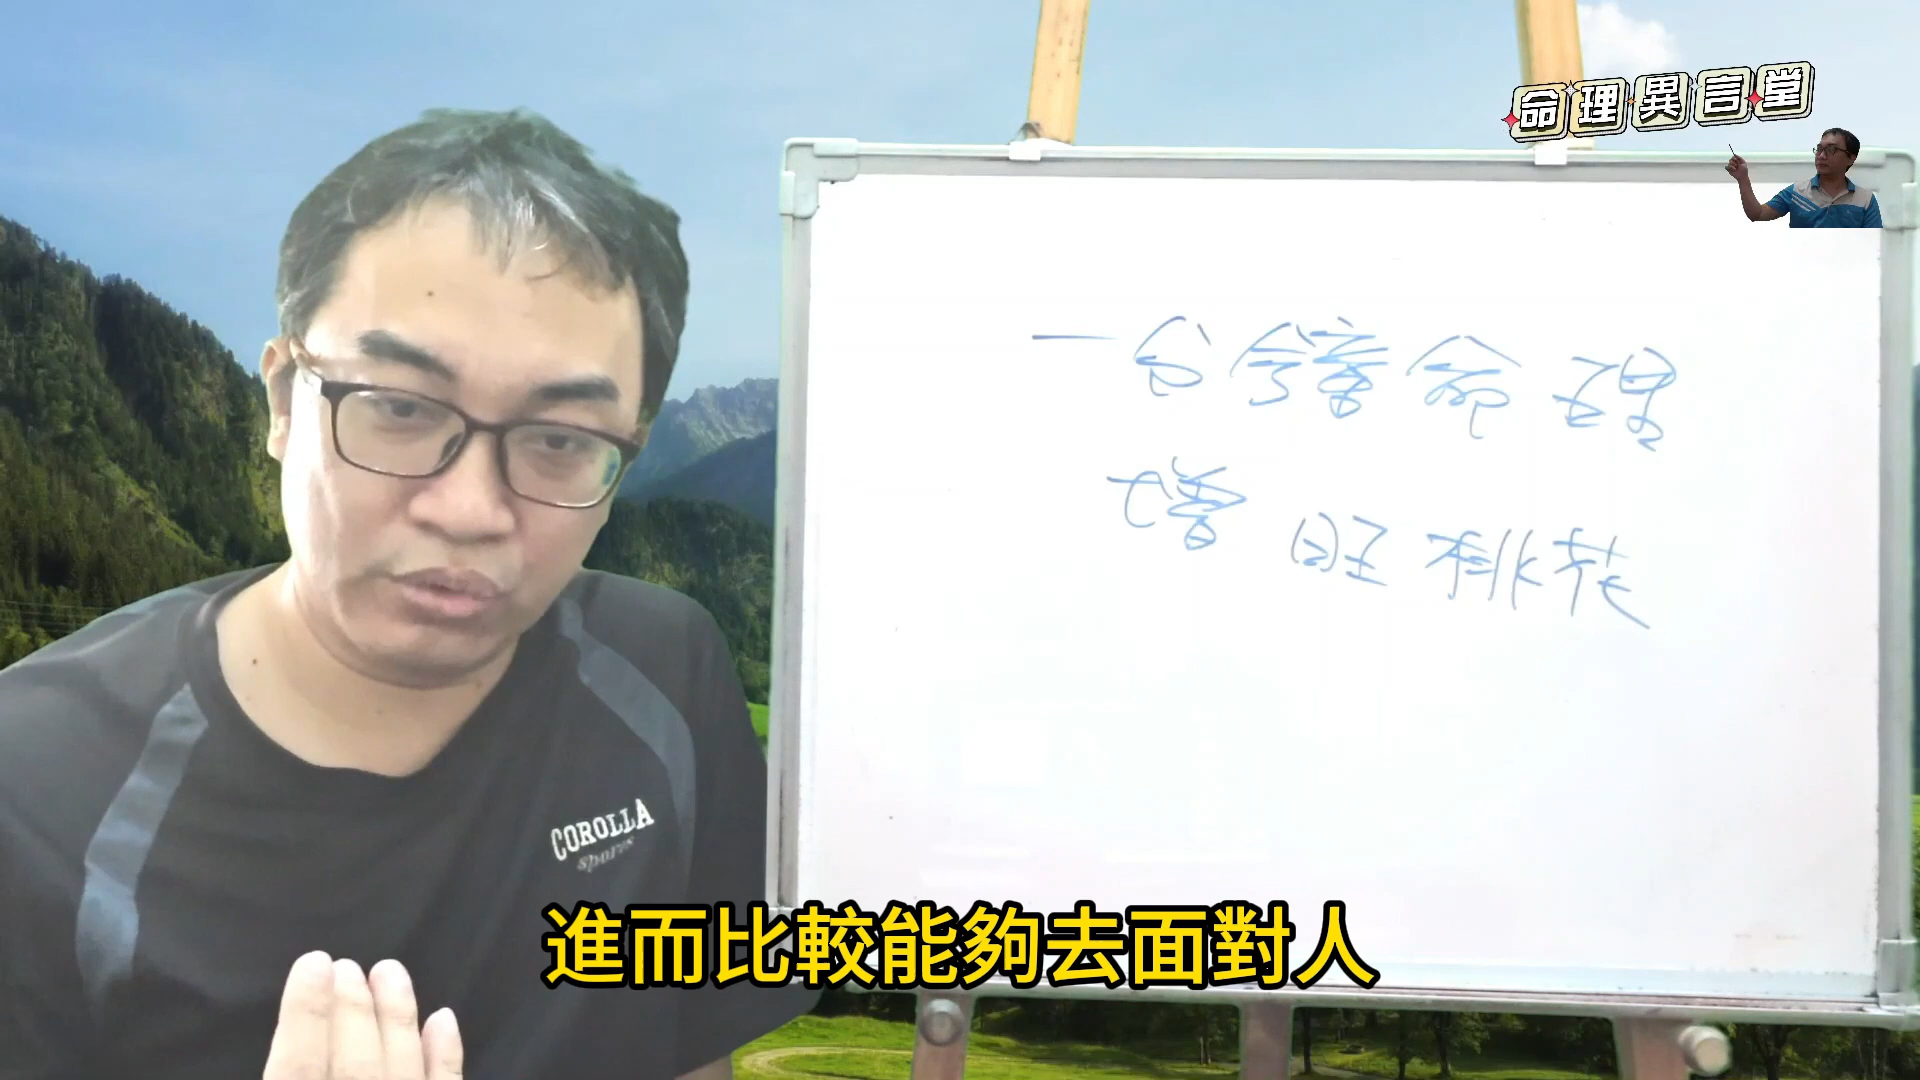 命理異言堂
一分鐘命理
增旺桃花
COROLLA
sports
進而比較能夠去面對人